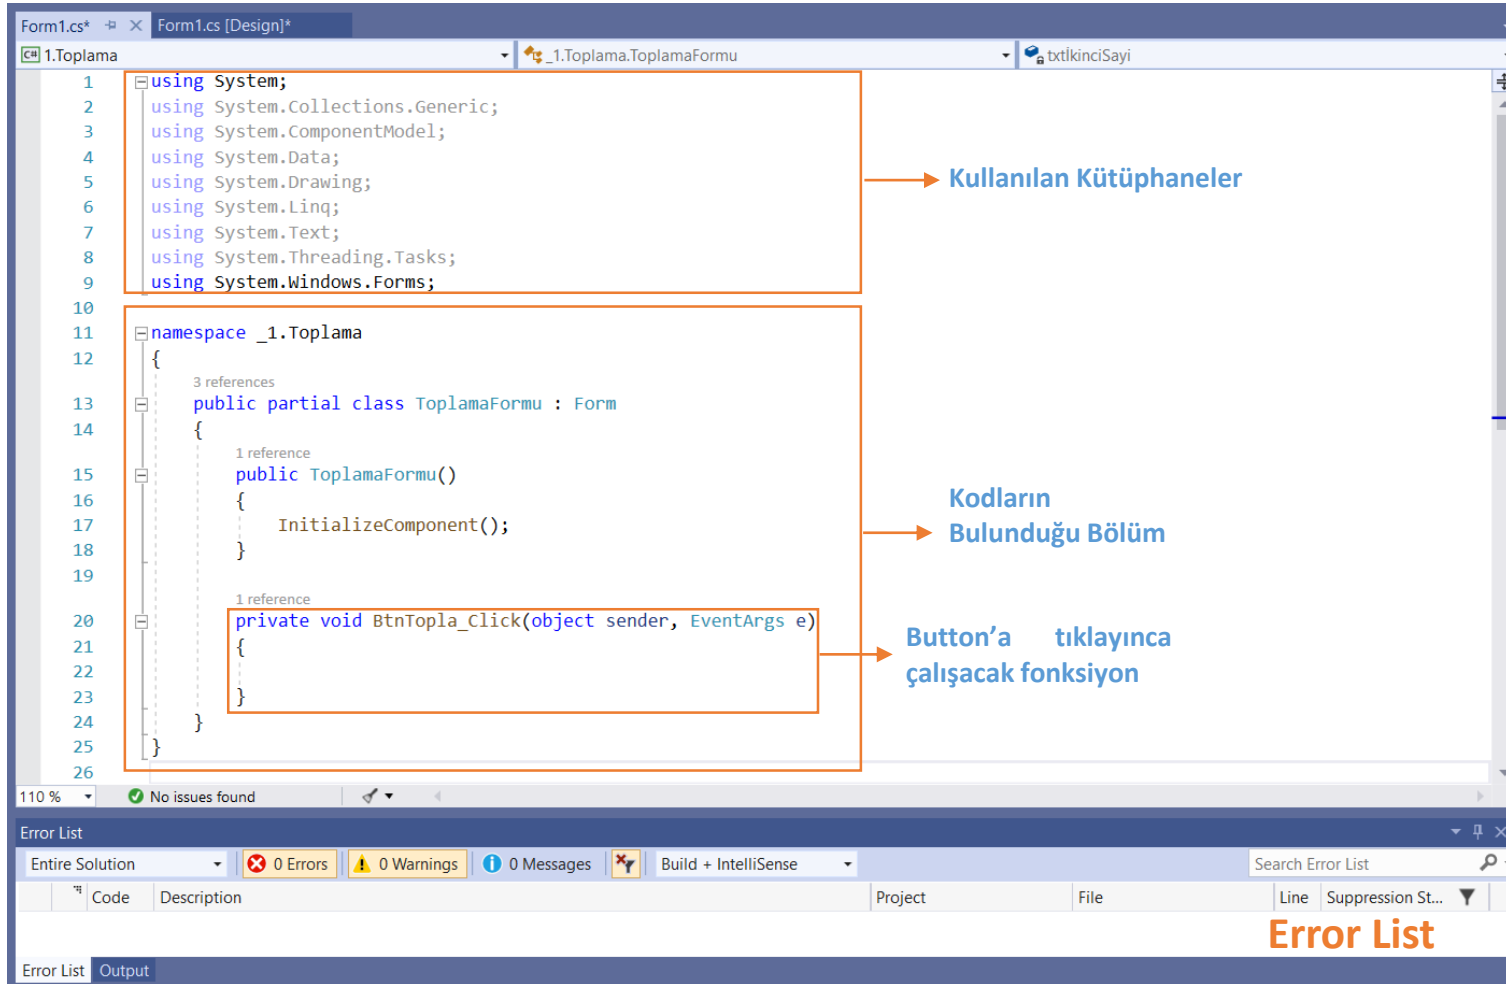 Form1.cs* Form1.cs [Design]*
C# 1.Toplama _1.Toplama.ToplamaFormu txtİkinciSayi
1 using System;
2 using System.Collections.Generic;
3 using System.ComponentModel;
4 using System.Data;
5 using System.Drawing;
6 using System.Linq;
7 using System.Text;
8 using System.Threading.Tasks;
9 using System.Windows.Forms;
Kullanılan Kütüphaneler
10
11 namespace _1.Toplama
12 {
3 references
13 public partial class ToplamaFormu : Form
14 {
1 reference
15 public ToplamaFormu()
16 {
17 InitializeComponent();
18 }
19
Kodların
Bulunduğu Bölüm
1 reference
20 private void BtnTopla_Click(object sender, EventArgs e)
21 {
22
23 }
24 }
25 }
26
Button’a tıklayınca
çalışacak fonksiyon
110 % No issues found
Error List
Entire Solution 0 Errors 0 Warnings 0 Messages Build + IntelliSense Search Error List
Code Description Project File Line Suppression St...
Error List
Error List Output